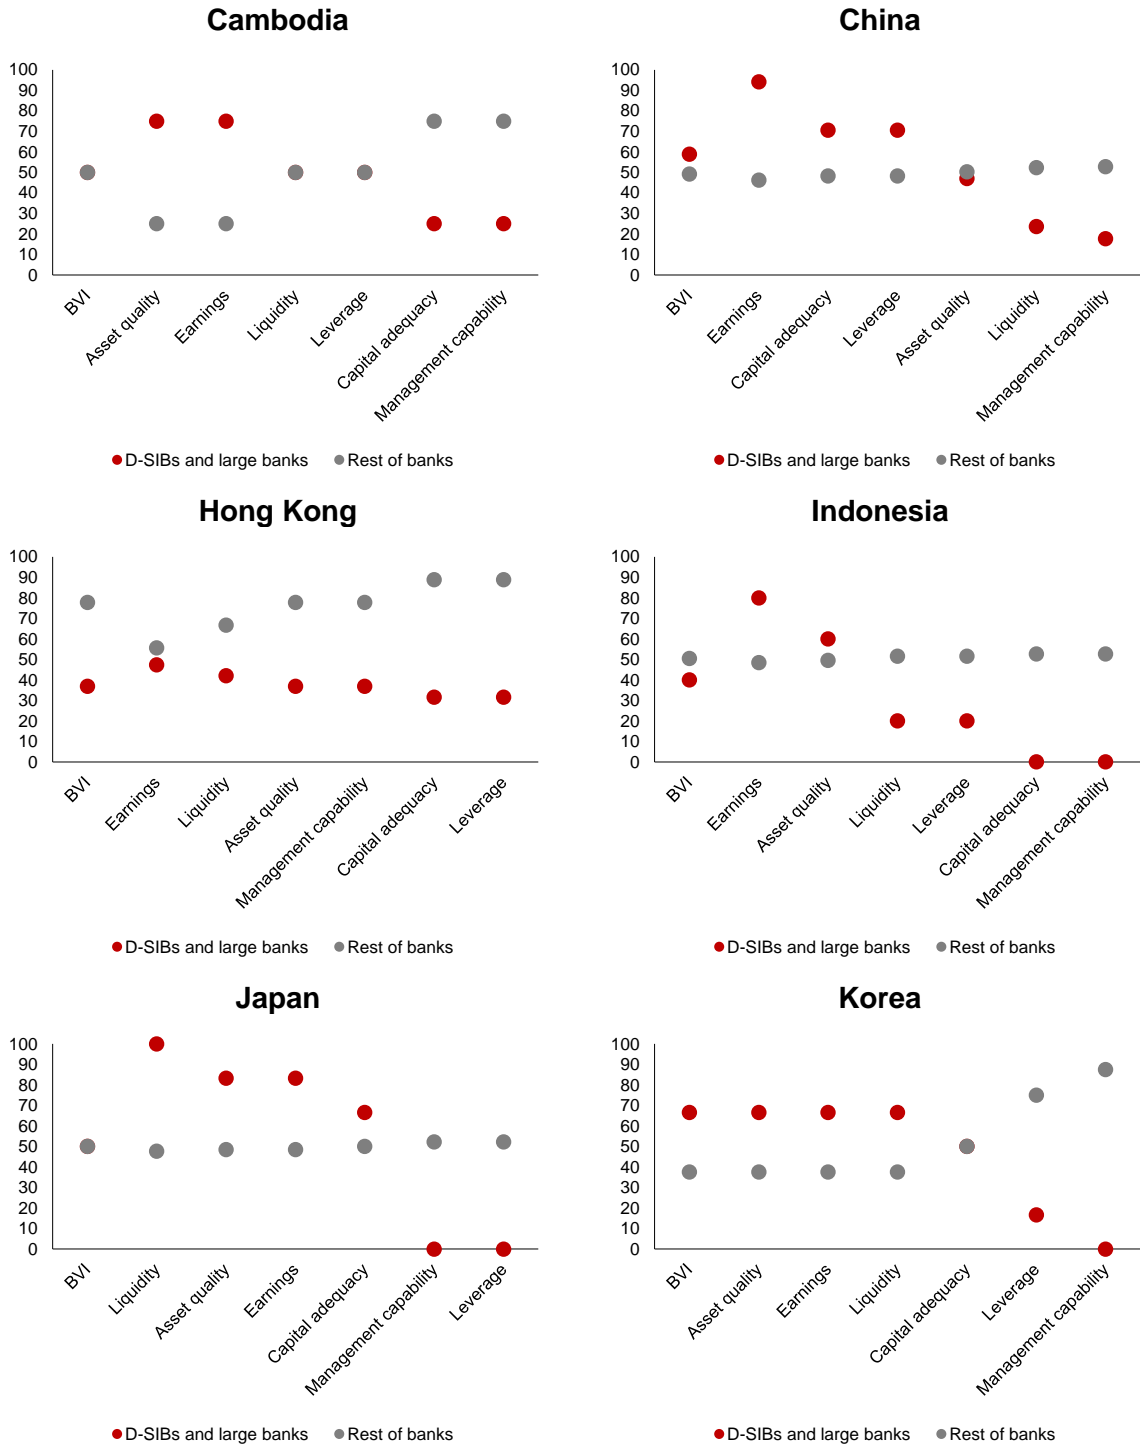 Cambodia
100
90
80
70
60
50
40
30
20
10
0
BVI
Asset quality
Earnings
Liquidity
Leverage
Capital adequacy
Management capability
D-SIBs and large banks Rest of banks
China
100
90
80
70
60
50
40
30
20
10
0
BVI
Earnings
Capital adequacy
Leverage
Asset quality
Liquidity
Management capability
D-SIBs and large banks Rest of banks
Hong Kong
100
90
80
70
60
50
40
30
20
10
0
BVI
Earnings
Liquidity
Asset quality
Management capability
Capital adequacy
Leverage
D-SIBs and large banks Rest of banks
Indonesia
100
90
80
70
60
50
40
30
20
10
0
BVI
Earnings
Asset quality
Liquidity
Leverage
Capital adequacy
Management capability
D-SIBs and large banks Rest of banks
Japan
100
90
80
70
60
50
40
30
20
10
0
BVI
Liquidity
Asset quality
Earnings
Capital adequacy
Management capability
Leverage
D-SIBs and large banks Rest of banks
Korea
100
90
80
70
60
50
40
30
20
10
0
BVI
Asset quality
Earnings
Liquidity
Capital adequacy
Leverage
Management capability
D-SIBs and large banks Rest of banks